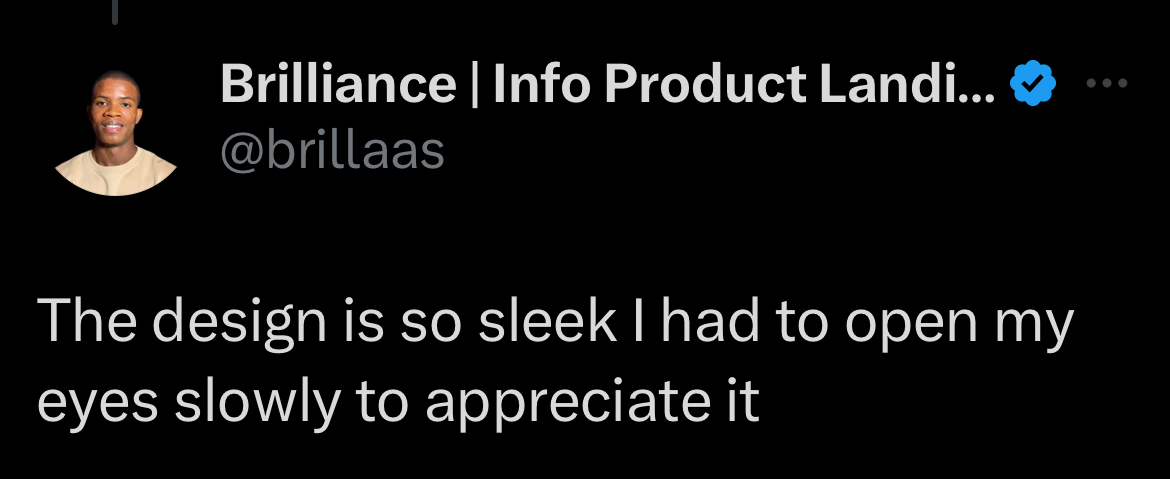 Brilliance | Info Product Landi...
@brillaas
The design is so sleek I had to open my
eyes slowly to appreciate it